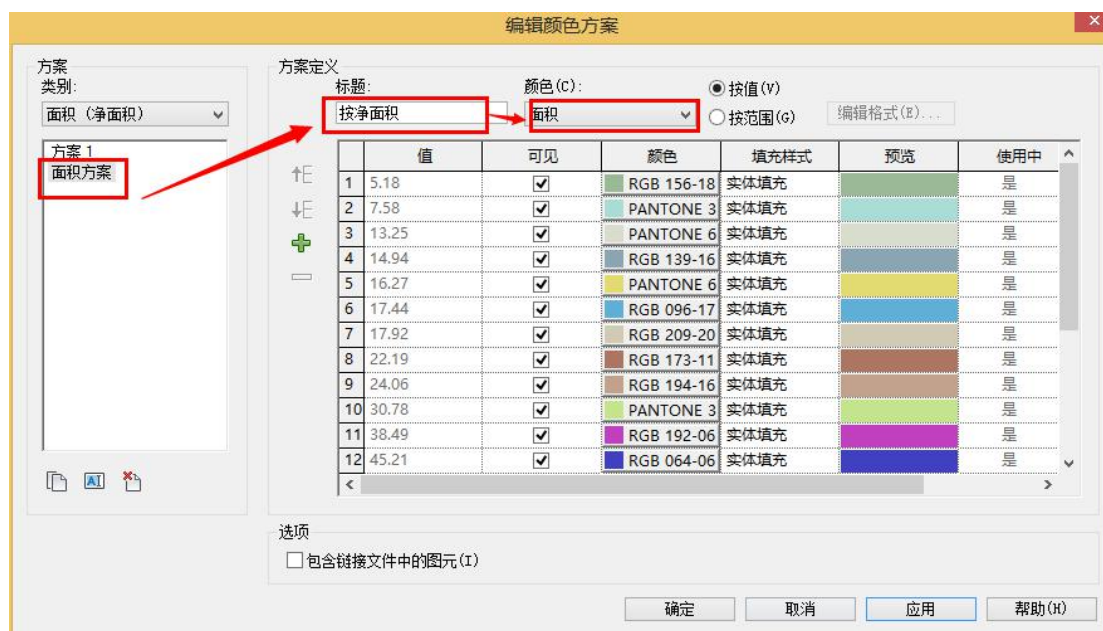 编辑颜色方案
方案
类别:
面积（净面积）
方案 1
面积方案
方案定义
标题:
颜色(C):
按净面积
面积
按值(V)
按范围(G)
编辑格式(E)...
值 可见 颜色 填充样式 预览 使用中
1 5.18 RGB 156-18 实体填充 是
2 7.58 PANTONE 3 实体填充 是
3 13.25 PANTONE 6 实体填充 是
4 14.94 RGB 139-16 实体填充 是
5 16.27 PANTONE 6 实体填充 是
6 17.44 RGB 096-17 实体填充 是
7 17.92 RGB 209-20 实体填充 是
8 22.19 RGB 173-11 实体填充 是
9 24.06 RGB 194-16 实体填充 是
10 30.78 PANTONE 3 实体填充 是
11 38.49 RGB 192-06 实体填充 是
12 45.21 RGB 064-06 实体填充 是
选项
包含链接文件中的图元(I)
确定 取消 应用 帮助(H)